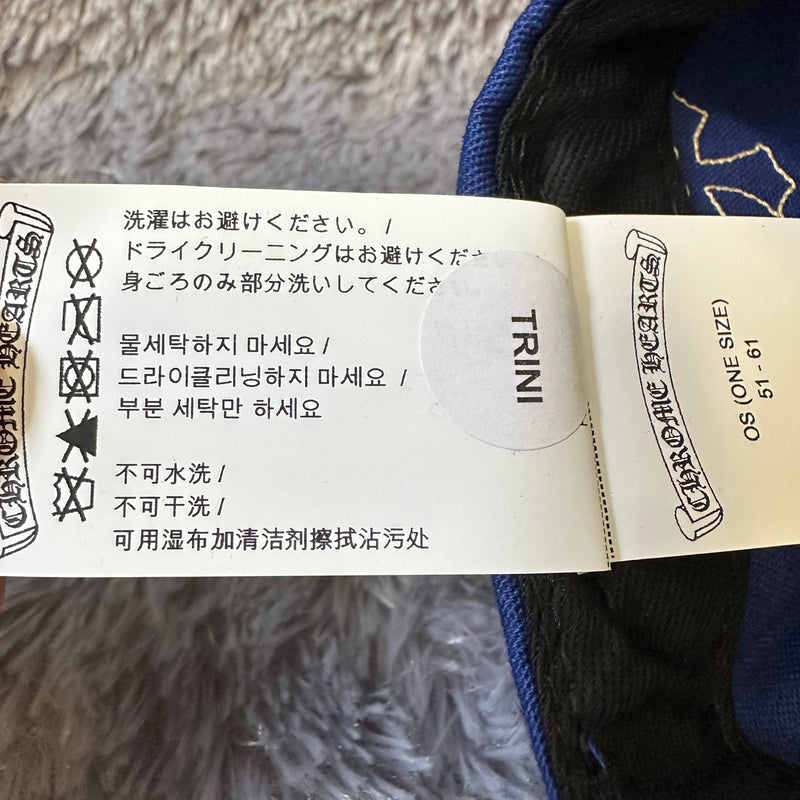 CHROME HEARTS
洗濯はお避けください。 /
ドライクリーニングはお避けくださ
身ごろのみ部分洗いしてくださ
물세탁하지 마세요 /
드라이클리닝하지 마세요 /
부분 세탁만 하세요
不可水洗 /
不可干洗 /
可用湿布加清洁剂擦拭沾污处
TRINI
CHROME HEARTS
OS (ONE SIZE)
51 - 61